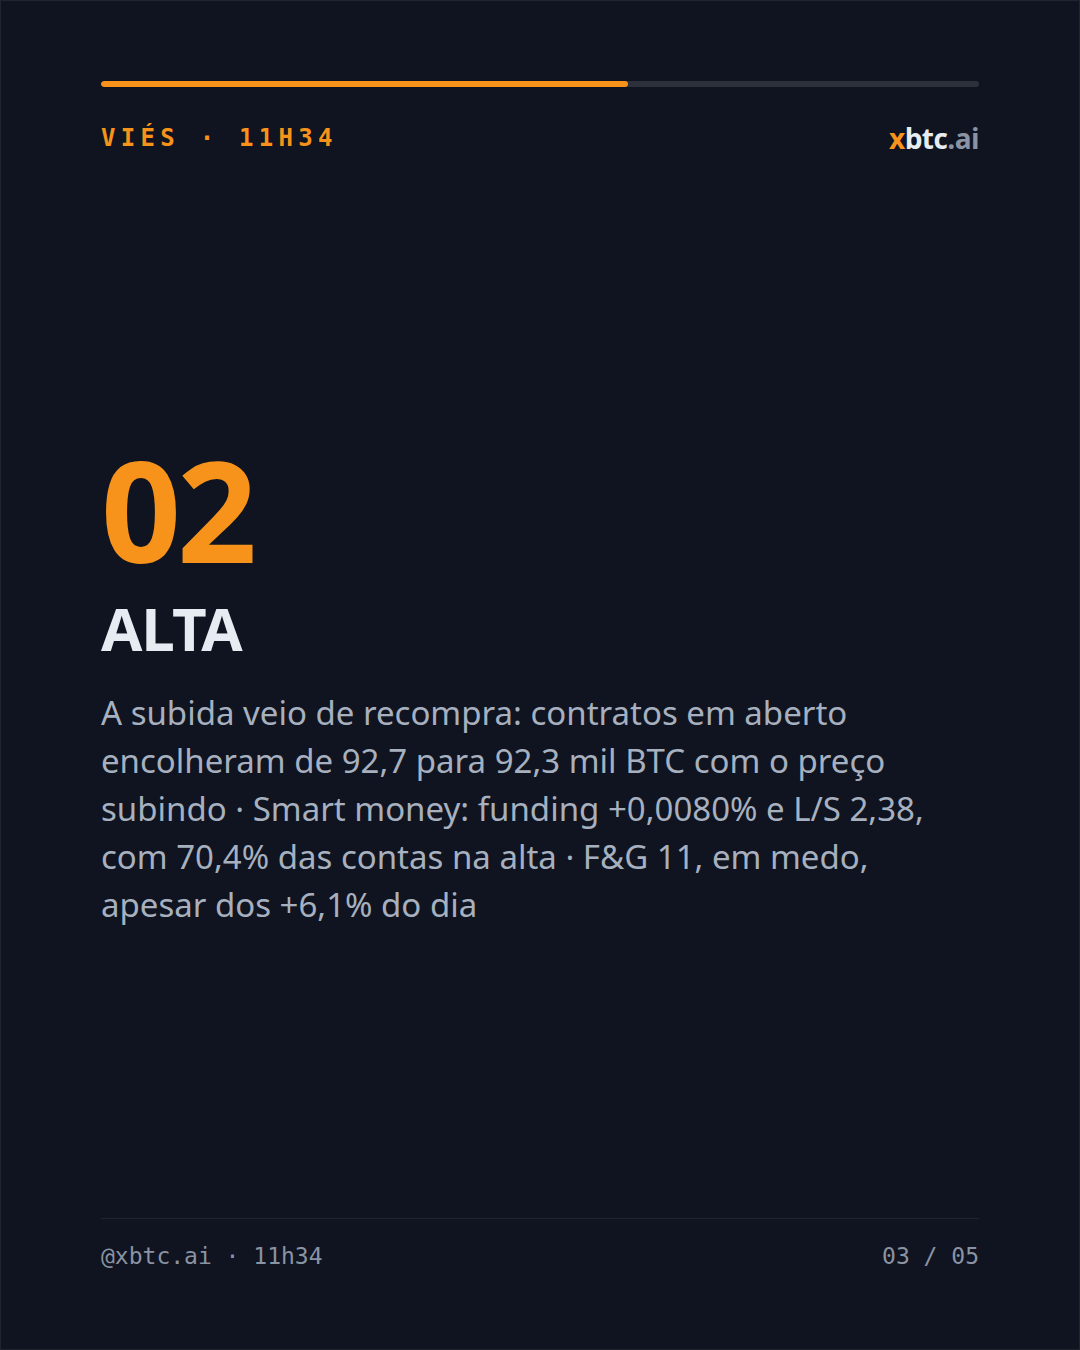 VIÉS · 11H34
xbtc.ai
02
ALTA
A subida veio de recompra: contratos em aberto
encolheram de 92,7 para 92,3 mil BTC com o preço
subindo · Smart money: funding +0,0080% e L/S 2,38,
com 70,4% das contas na alta · F&G 11, em medo,
apesar dos +6,1% do dia
@xbtc.ai · 11h34
03 / 05